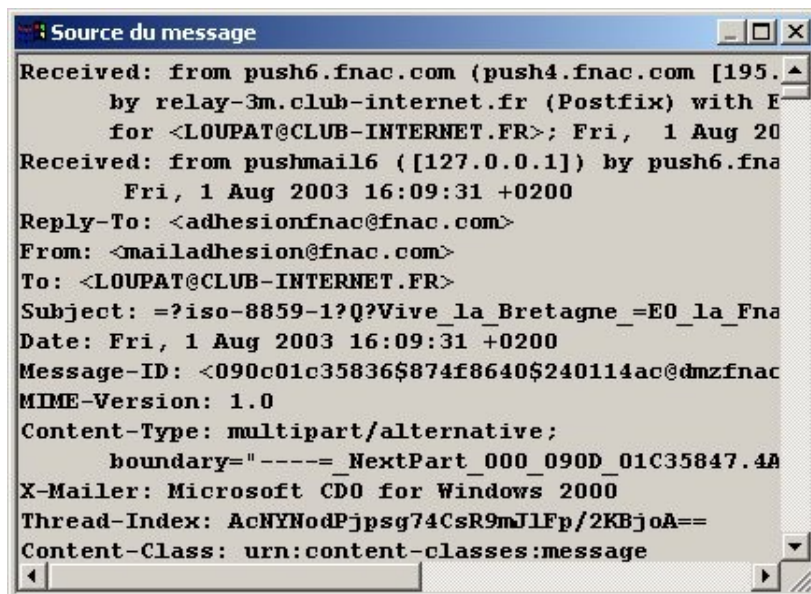 Source du message
Received: from push6.fnac.com (push4.fnac.com [195.
by relay-3m.club-internet.fr (Postfix) with E
for <LOUPAT@CLUB-INTERNET.FR>; Fri, 1 Aug 20
Received: from pushmail6 ([127.0.0.1]) by push6.fna
Fri, 1 Aug 2003 16:09:31 +0200
Reply-To: <adhesionfnac@fnac.com>
From: <mailadhesion@fnac.com>
To: <LOUPAT@CLUB-INTERNET.FR>
Subject: =?iso-8859-1?Q?Vive_la_Bretagne_=E0_la_Fna
Date: Fri, 1 Aug 2003 16:09:31 +0200
Message-ID: <090c01c35836$874f8640$240114ac@dmzfnac
MIME-Version: 1.0
Content-Type: multipart/alternative;
boundary="----=_NextPart_000_090D_01C35847.4A
X-Mailer: Microsoft CDO for Windows 2000
Thread-Index: AcNYNodPjpsg74CsR9mJlFp/2KBjoA==
Content-Class: urn:content-classes:message